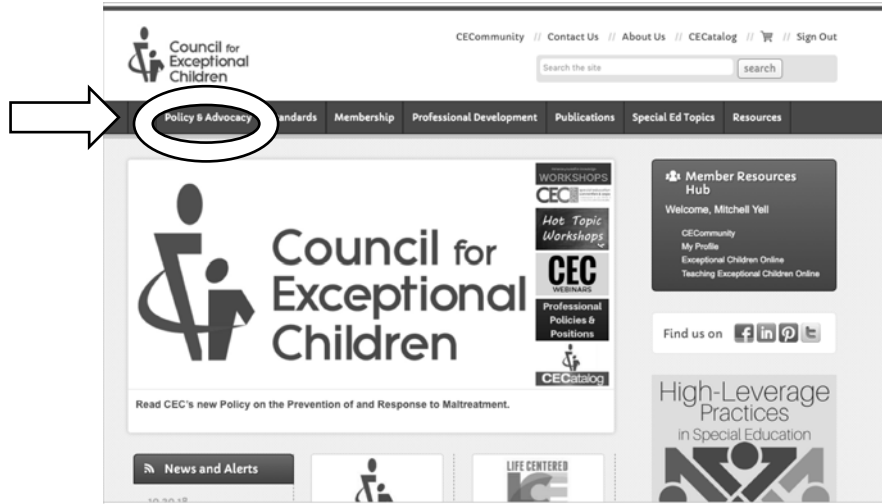 Council for
Exceptional
Children
CECommunity // Contact Us // About Us // CECatalog // // Sign Out
Search the site
search
Policy & Advocacy
andards
Membership
Professional Development
Publications
Special Ed Topics
Resources
Council for
Exceptional
Children
WORKSHOPS
CEC
Hot Topic
Workshops
CEC
WEBINARS
Professional
Policies &
Positions
CECatalog
Read CEC's new Policy on the Prevention of and Response to Maltreatment.
Member Resources
Hub
Welcome, Mitchell Yell
CECommunity
My Profile
Exceptional Children Online
Teaching Exceptional Children Online
Find us on
High-Leverage
Practices
in Special Education
News and Alerts
LIFE CENTERED